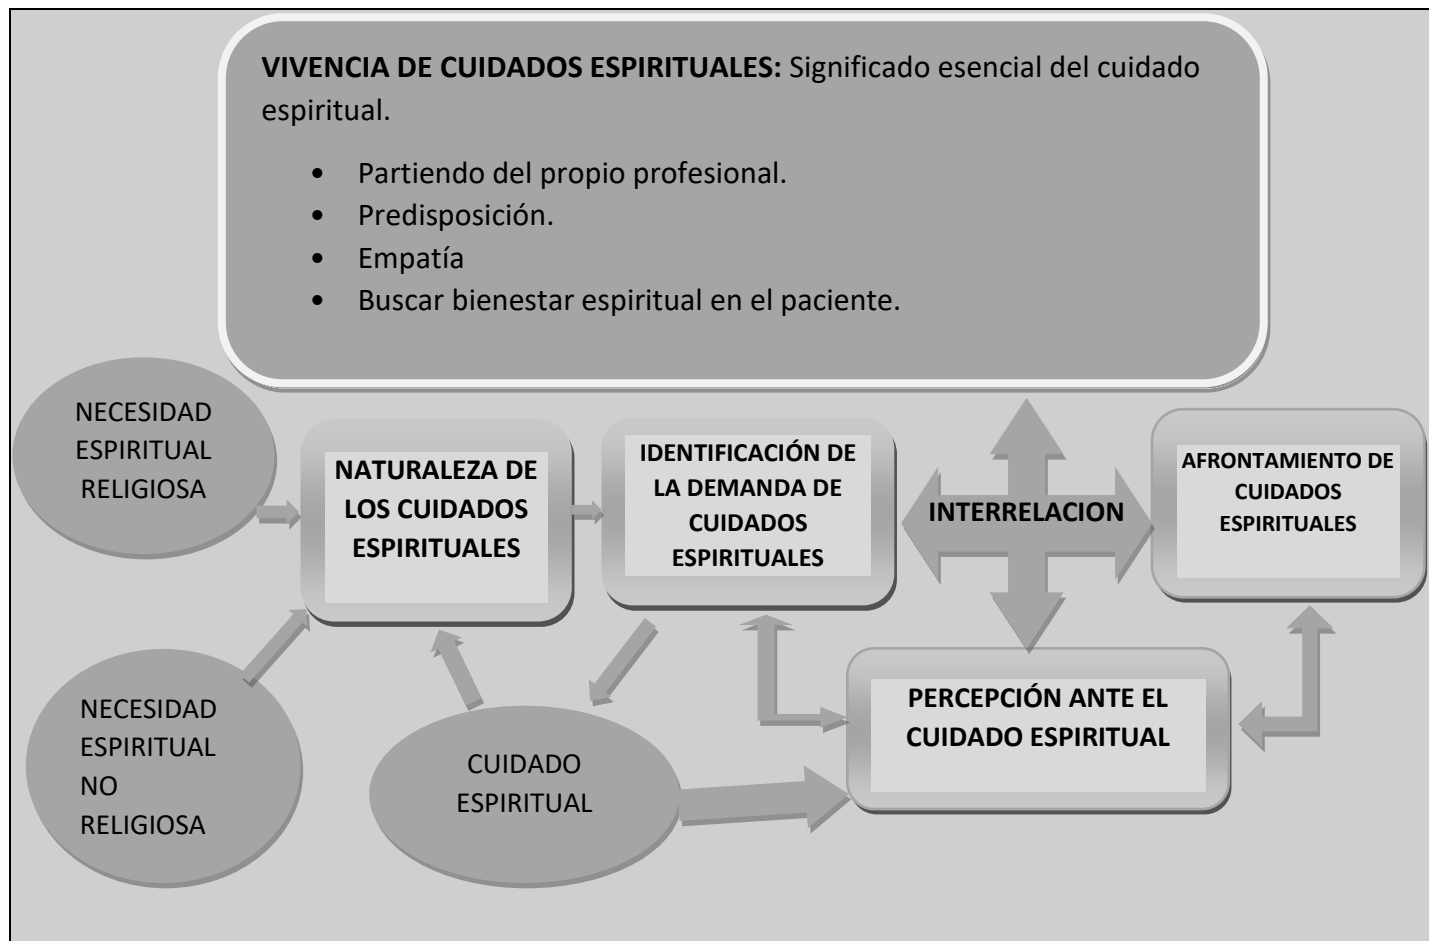 VIVENCIA DE CUIDADOS ESPIRITUALES: Significado esencial del cuidado
espiritual.
• Partiendo del propio profesional.
• Predisposición.
• Empatía
• Buscar bienestar espiritual en el paciente.
NECESIDAD
ESPIRITUAL
RELIGIOSA
NATURALEZA DE
LOS CUIDADOS
ESPIRITUALES
IDENTIFICACIÓN DE
LA DEMANDA DE
CUIDADOS
ESPIRITUALES
INTERRELACION
AFRONTAMIENTO DE
CUIDADOS
ESPIRITUALES
NECESIDAD
ESPIRITUAL
NO
RELIGIOSA
CUIDADO
ESPIRITUAL
PERCEPCIÓN ANTE EL
CUIDADO ESPIRITUAL